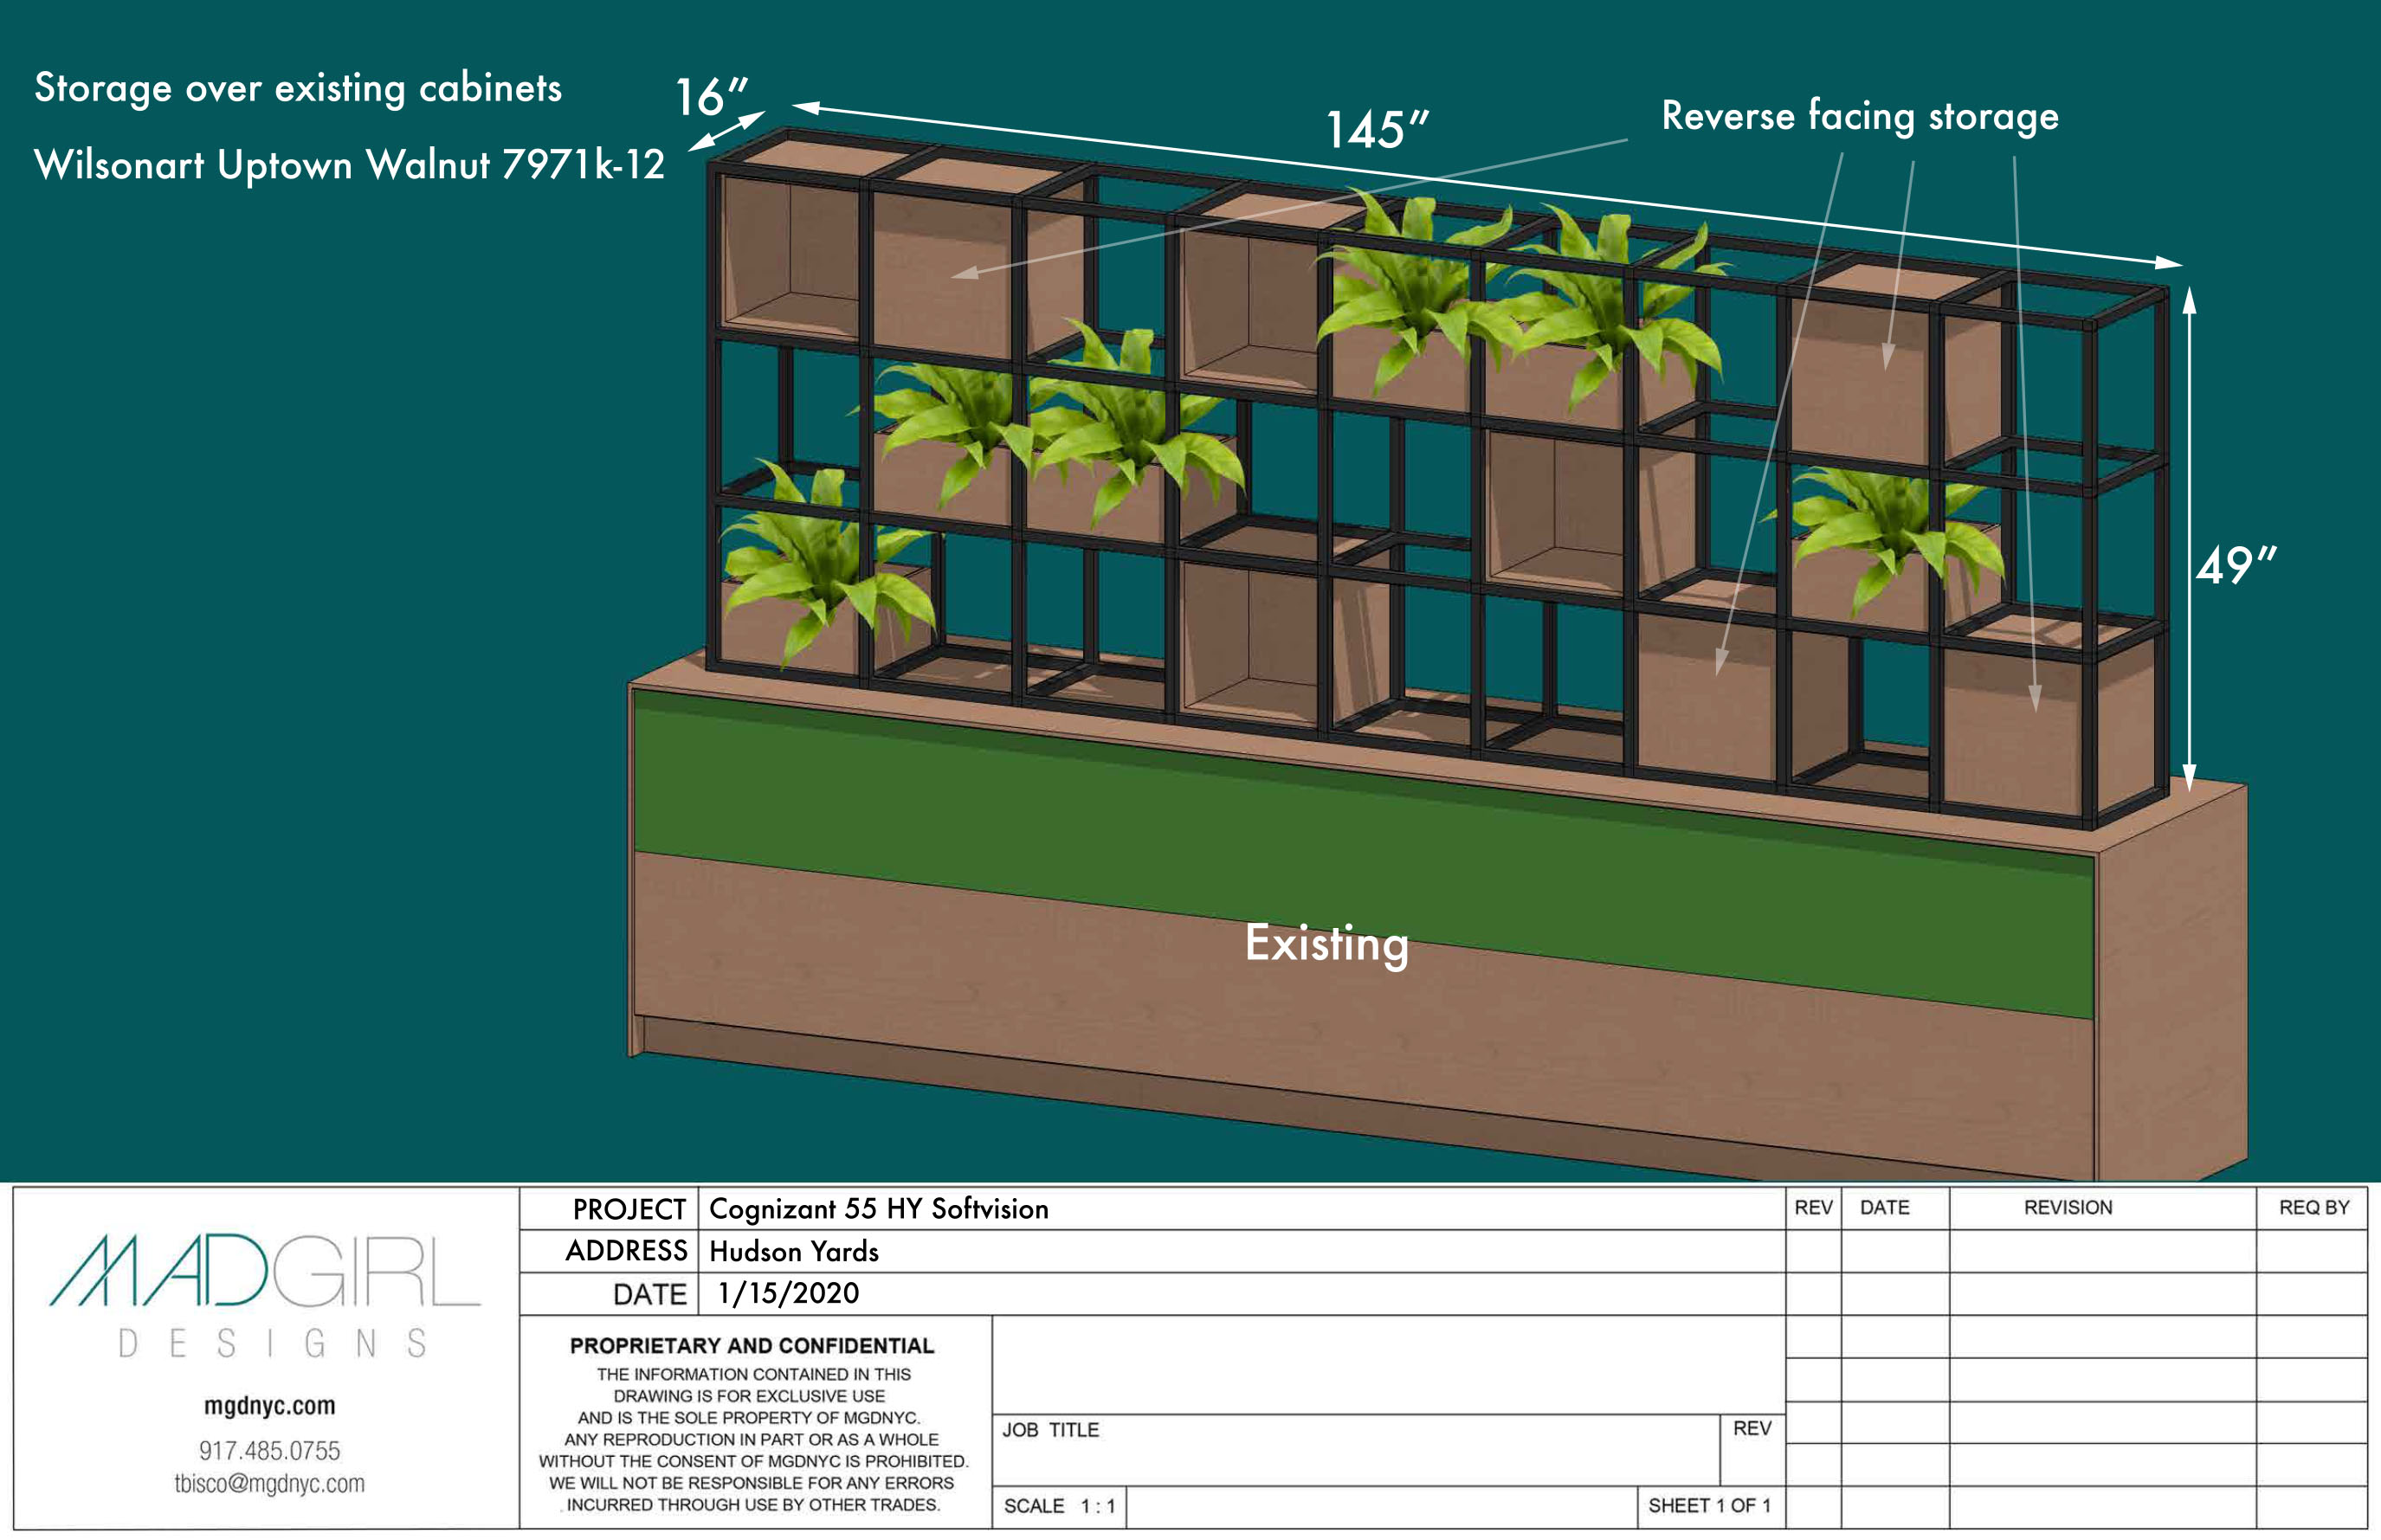 Storage over existing cabinets
Wilsonart Uptown Walnut 7971k-12
16″
145″
Reverse facing storage
49″
Existing
MADGIRL
DESIGNS
mgdnyc.com
917.485.0755
tbisco@mgdnyc.com
PROJECT Cognizant 55 HY Softvision
ADDRESS Hudson Yards
DATE 1/15/2020
PROPRIETARY AND CONFIDENTIAL
THE INFORMATION CONTAINED IN THIS
DRAWING IS FOR EXCLUSIVE USE
AND IS THE SOLE PROPERTY OF MGDNYC.
ANY REPRODUCTION IN PART OR AS A WHOLE
WITHOUT THE CONSENT OF MGDNYC IS PROHIBITED.
WE WILL NOT BE RESPONSIBLE FOR ANY ERRORS
INCURRED THROUGH USE BY OTHER TRADES.
JOB TITLE
REV
SCALE 1 : 1
SHEET 1 OF 1
REV DATE REVISION REQ BY